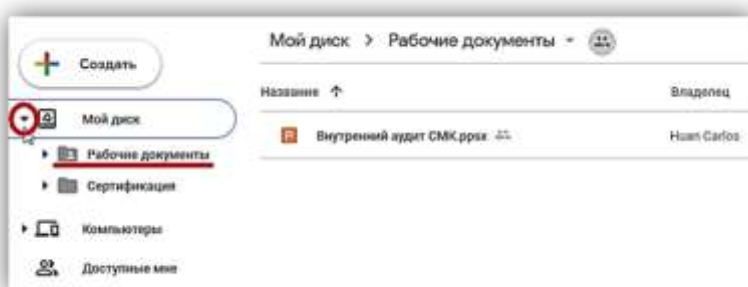 Мой диск > Рабочие документы
Создать
Название ↑ Владелец
Мой диск
Внутренний аудит СМК.ppsx Huan Carlos
Рабочие документы
Сертификация
Компьютеры
Доступные мне